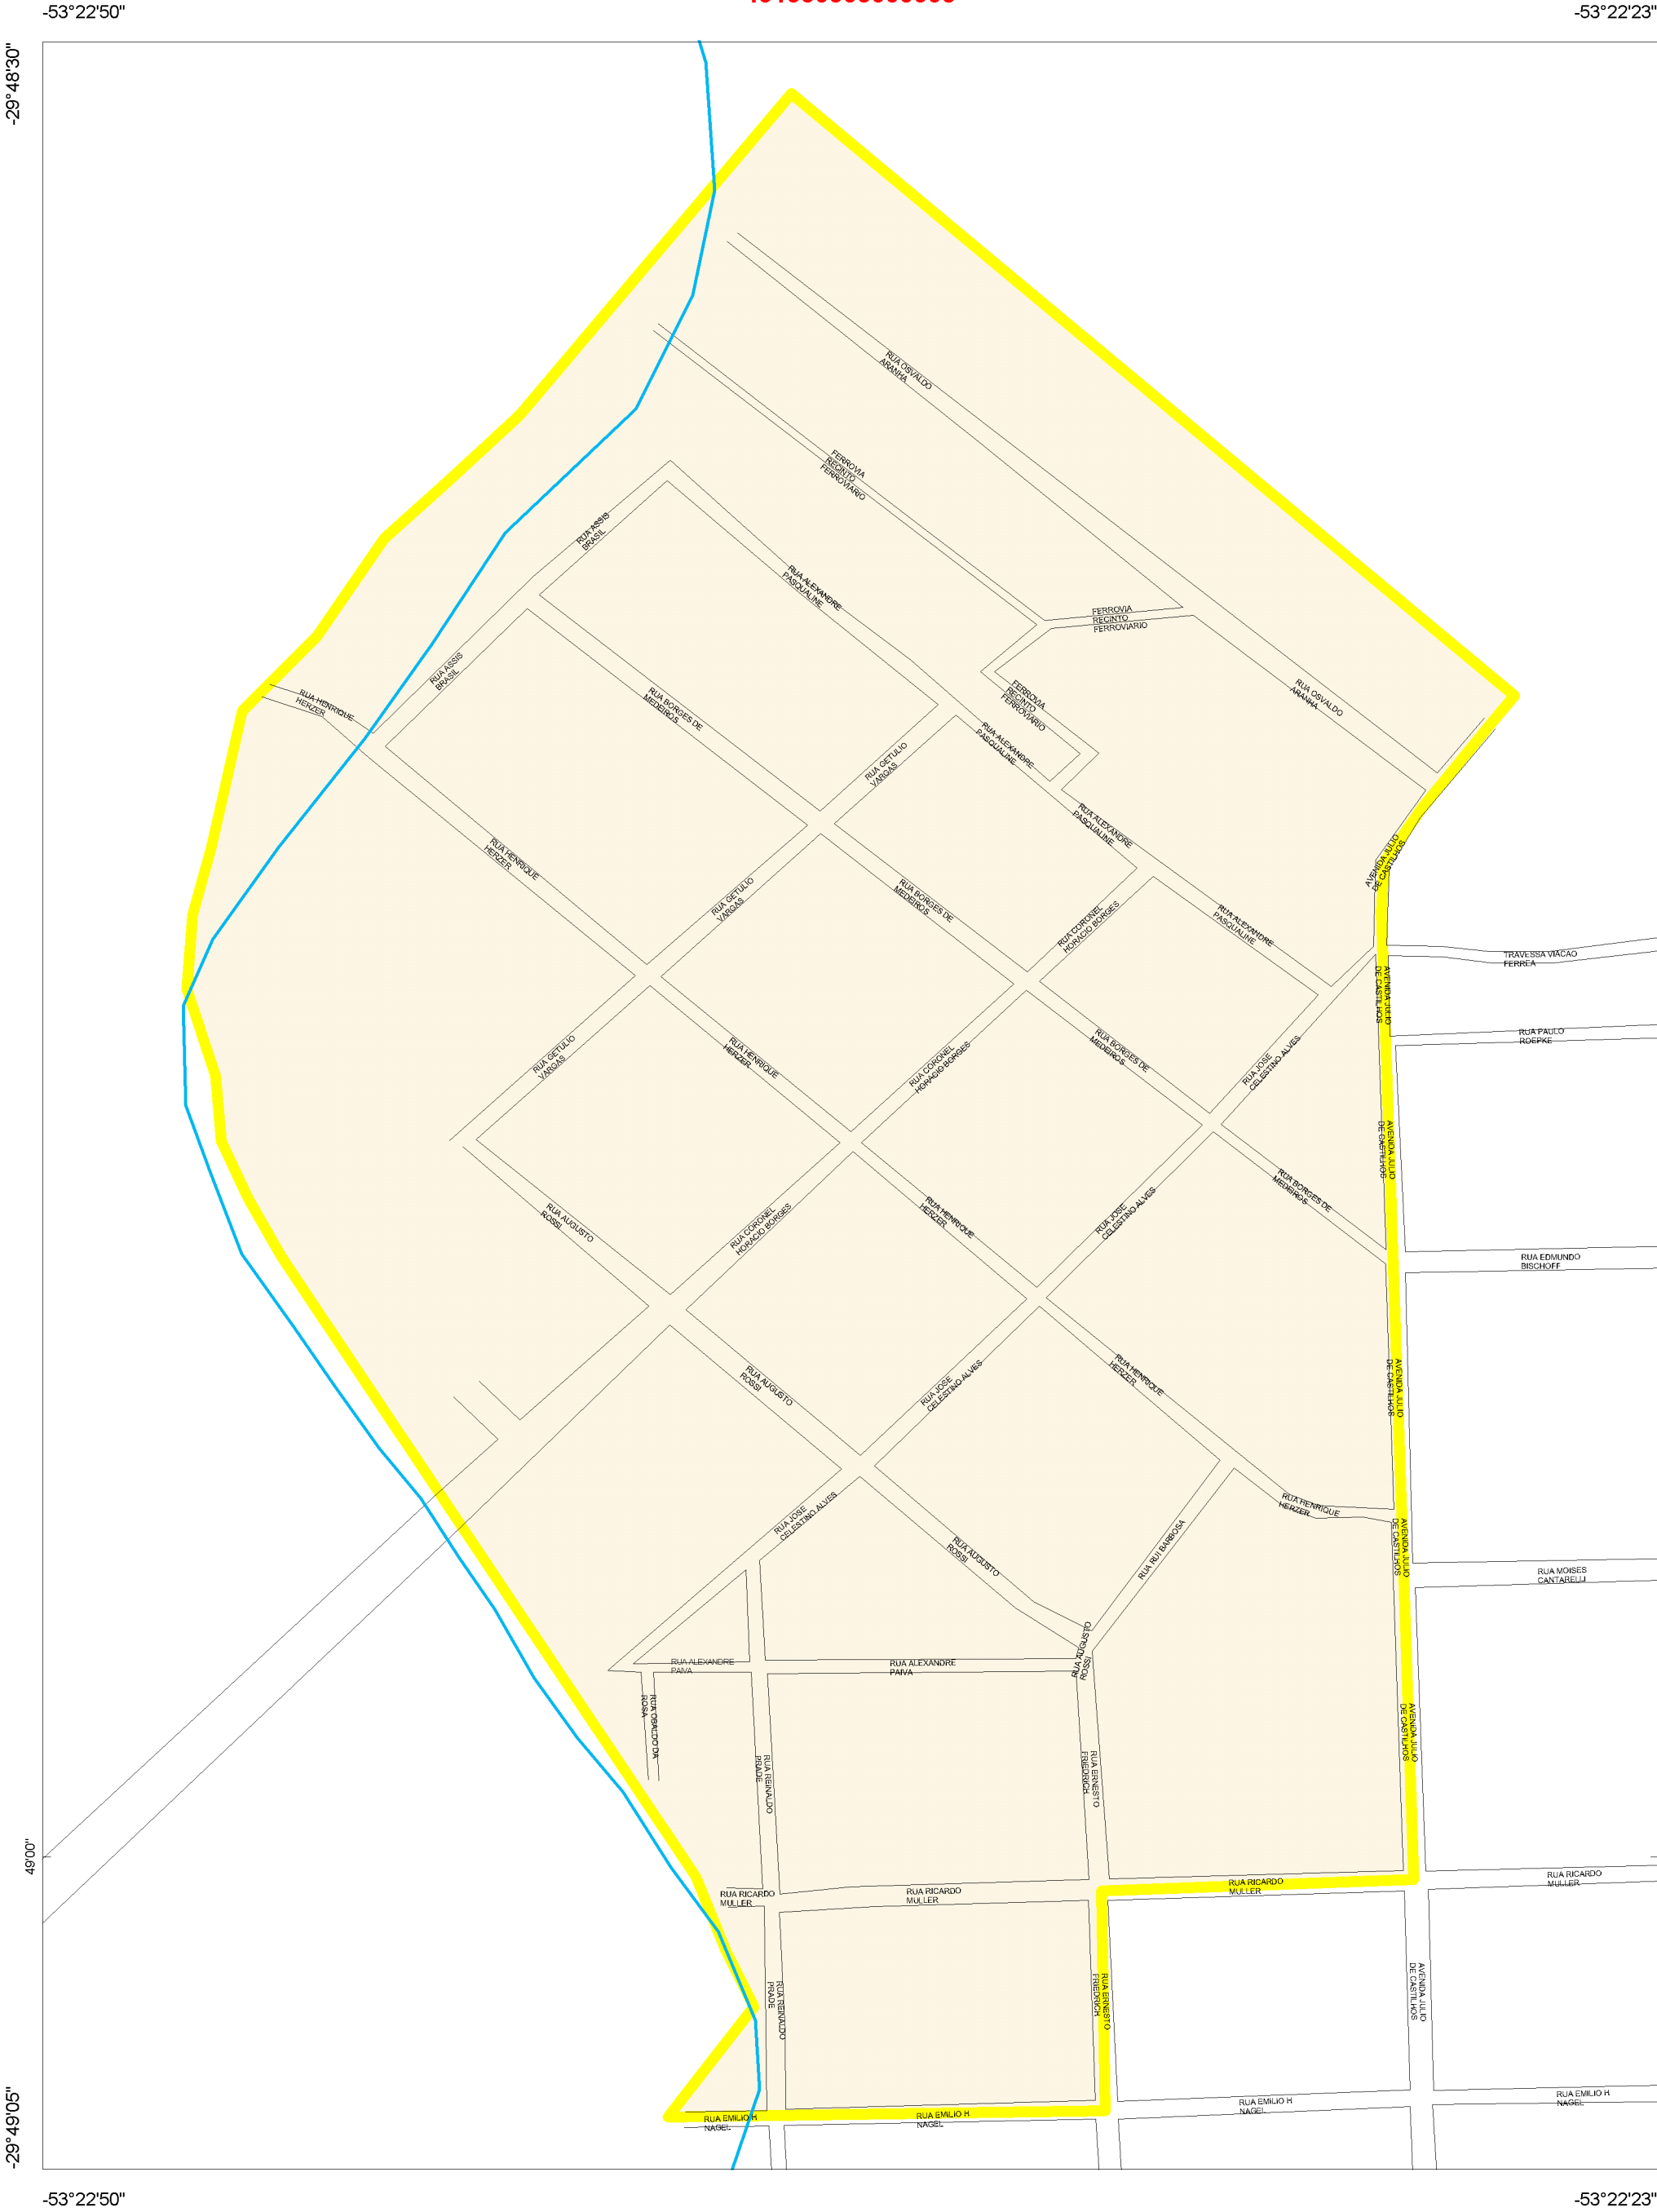 -53°22'50"
-53°22'23"
-29°48'30"
RUA OSVALDO
ARANHA
FERROVIA
RECINTO
FERROVIARIO
RUA ASSIS
BRASIL
RUA ALEXANDRE
PASQUALINE
FERROVIA
RECINTO
FERROVIARIO
RUA ASSIS
BRASIL
RUA HENRIQUE
HERZER
RUA BORGES DE
MEDEIROS
FERROVIA
RECINTO
FERROVIARIO
RUA OSVALDO
ARANHA
RUA GETULIO
VARGAS
RUA ALEXANDRE
PASQUALINE
RUA ALEXANDRE
PASQUALINE
AVENIDA JULIO
DE CASTILHOS
RUA HENRIQUE
HERZER
RUA GETULIO
VARGAS
RUA BORGES DE
MEDEIROS
RUA CORONEL
HORACIO BORGES
RUA ALEXANDRE
PASQUALINE
TRAVESSA VIACAO
FERREA
AVENIDA JULIO
DE CASTILHOS
RUA PAULO
ROEPKE
RUA GETULIO
VARGAS
RUA HENRIQUE
HERZER
RUA CORONEL
HORACIO BORGES
RUA BORGES DE
MEDEIROS
RUA JOSE
CELESTINO ALVES
AVENIDA JULIO
DE CASTILHOS
RUA AUGUSTO
ROSSI
RUA CORONEL
HORACIO BORGES
RUA HENRIQUE
HERZER
RUA JOSE
CELESTINO ALVES
RUA BORGES DE
MEDEIROS
RUA EDMUNDO
BISCHOFF
RUA AUGUSTO
ROSSI
RUA JOSE
CELESTINO ALVES
RUA HENRIQUE
HERZER
AVENIDA JULIO
DE CASTILHOS
RUA JOSE
CELESTINO ALVES
RUA AUGUSTO
ROSSI
RUA RUI BARBOSA
RUA HENRIQUE
HERZER
AVENIDA JULIO
DE CASTILHOS
RUA MOISES
CANTARELLI
RUA ALEXANDRE
PAIVA
RUA ALEXANDRE
PAIVA
RUA AUGUSTO
ROSSI
RUA OBALDO DA
ROSA
RUA REINALDO
PRADE
RUA ERNESTO
FRIEDRICH
AVENIDA JULIO
DE CASTILHOS
49'00"
RUA RICARDO
MULLER
RUA RICARDO
MULLER
RUA RICARDO
MULLER
RUA RICARDO
MULLER
RUA REINALDO
PRADE
RUA ERNESTO
FRIEDRICH
AVENIDA JULIO
DE CASTILHOS
-29°49'05"
RUA EMILIO H
NAGEL
RUA EMILIO H
NAGEL
RUA EMILIO H
NAGEL
RUA EMILIO H
NAGEL
-53°22'50"
-53°22'23"